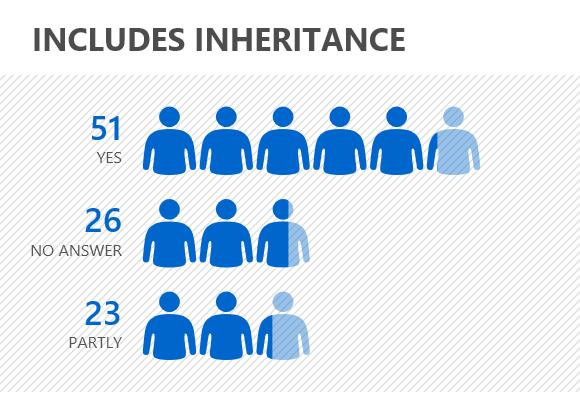 INCLUDES INHERITANCE
51
YES
26
NO ANSWER
23
PARTLY